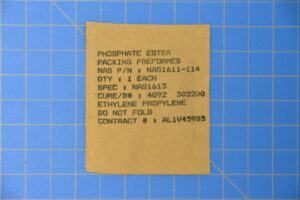 PHOSPHATE ESTER
PACKING PREFORMED
NAS P/N : NAS1611-114
QTY : 1 EACH
SPEC : NAS1613
CURE/B# : 4Q92 302200
ETHYLENE PROPYLENE
DO NOT FOLD
CONTRACT # : AL1V45985